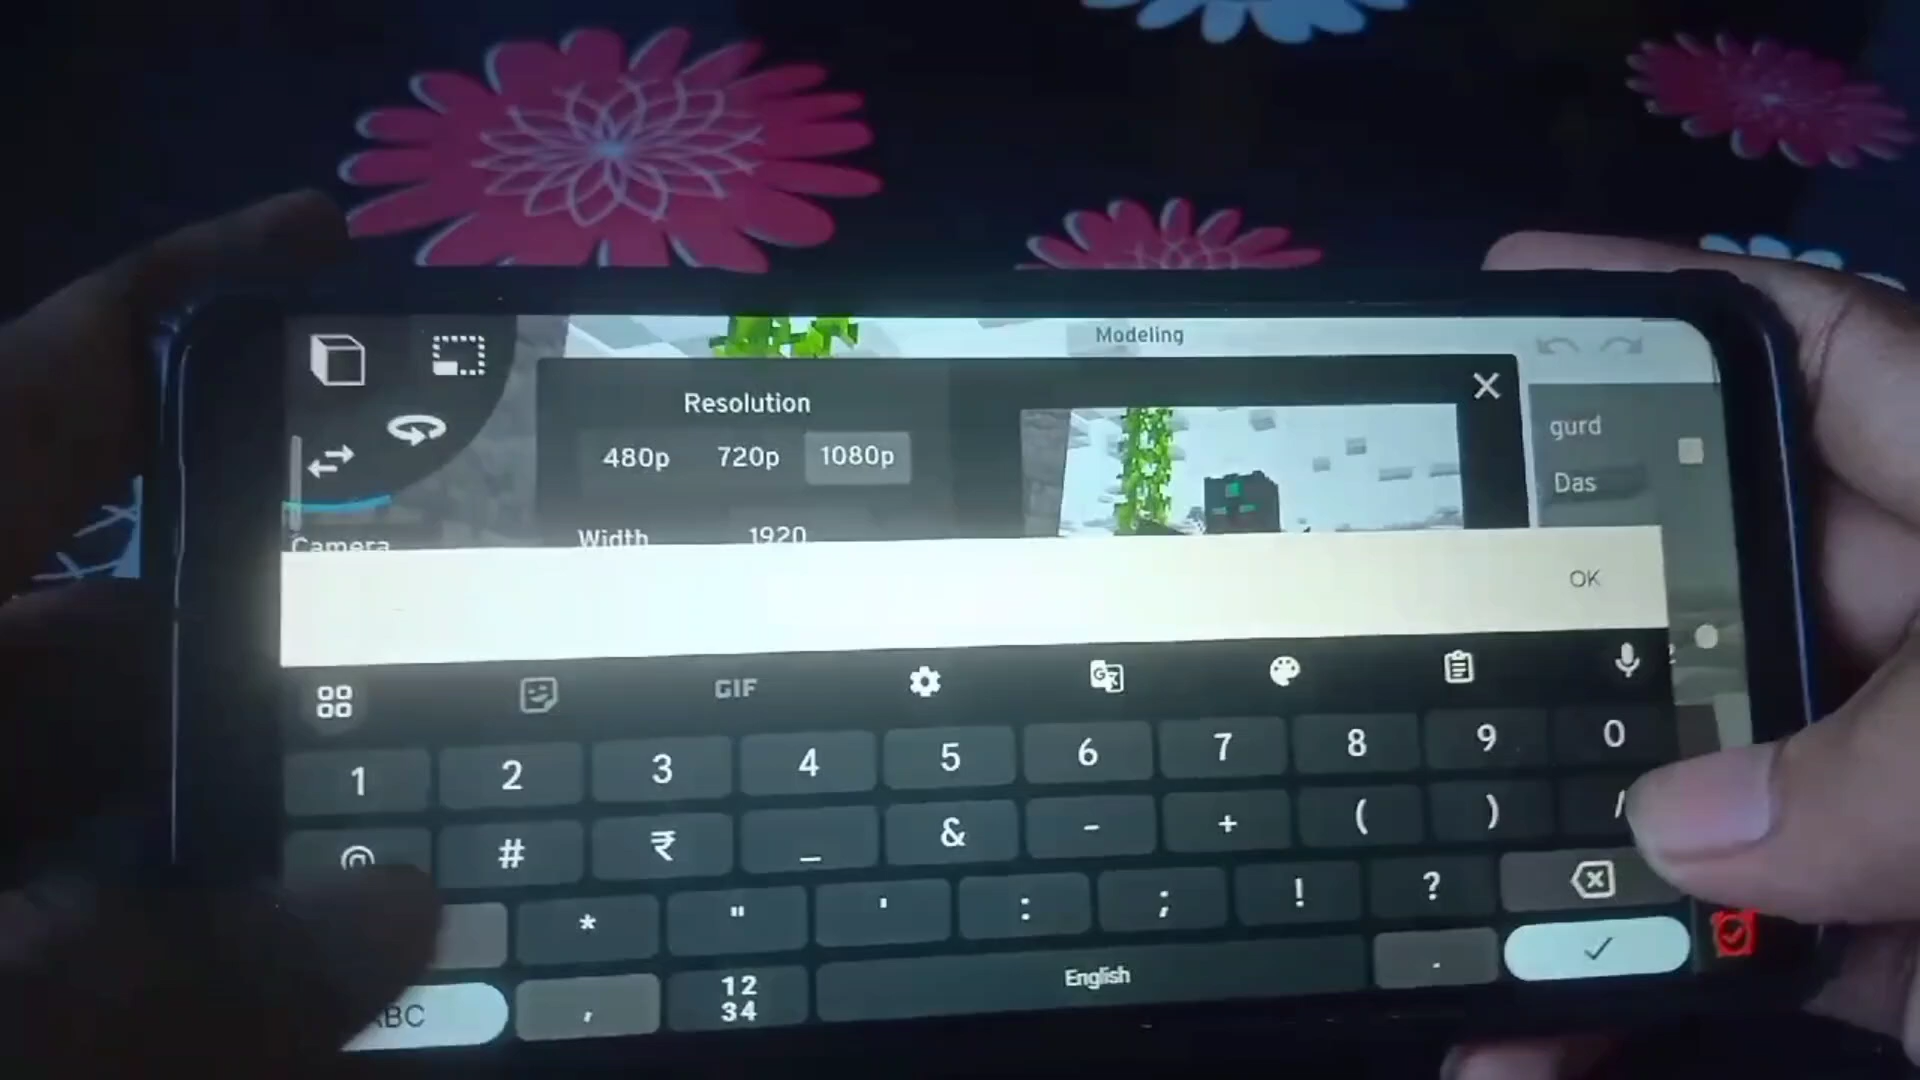 Modeling
Resolution
480p 720p 1080p
Width 1920
gurd
Das
Camera
OK
GIF
1 2 3 4 5 6 7 8 9 0
@ # ₹ _ & - + ( ) /
* " ' : ; ! ?
ABC , 12 34 English .